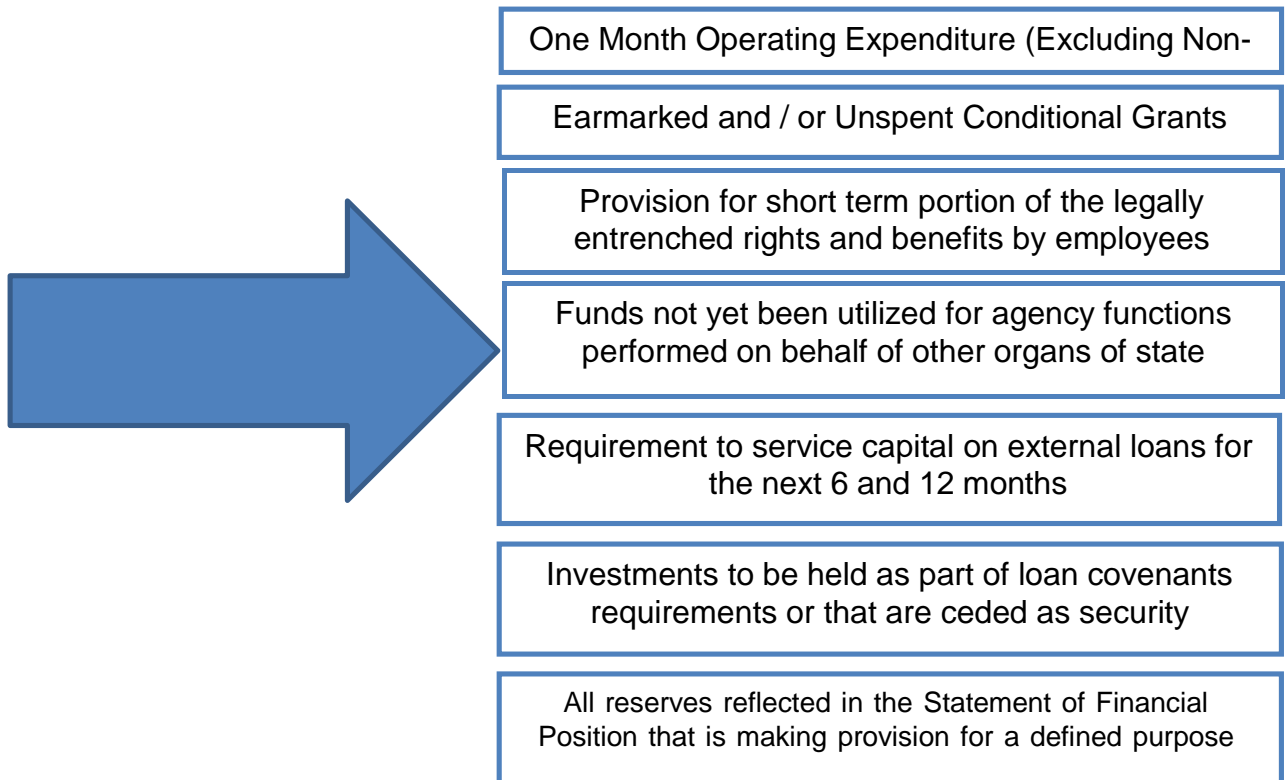 One Month Operating Expenditure (Excluding Non-
Earmarked and / or Unspent Conditional Grants
Provision for short term portion of the legally
entrenched rights and benefits by employees
Funds not yet been utilized for agency functions
performed on behalf of other organs of state
Requirement to service capital on external loans for
the next 6 and 12 months
Investments to be held as part of loan covenants
requirements or that are ceded as security
All reserves reflected in the Statement of Financial
Position that is making provision for a defined purpose